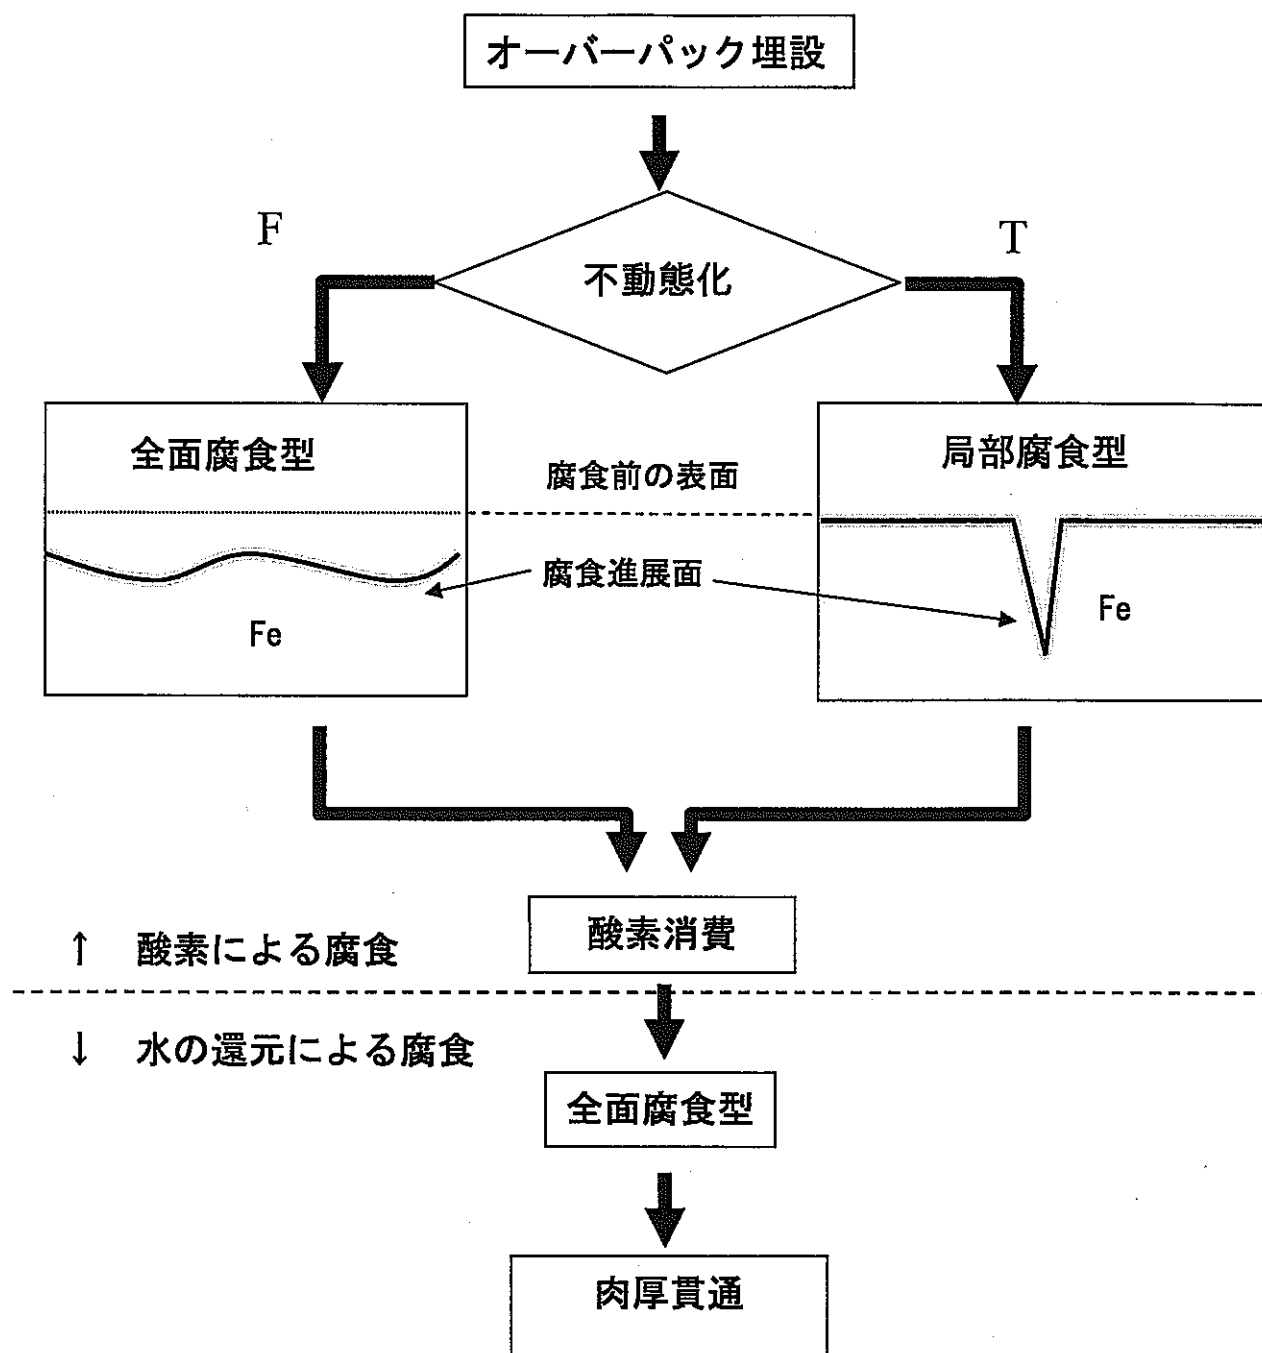 オーバーパック埋設
F
T
不動態化
全面腐食型
局部腐食型
腐食前の表面
腐食進展面
Fe
Fe
酸素消費
↑ 酸素による腐食
↓ 水の還元による腐食
全面腐食型
肉厚貫通